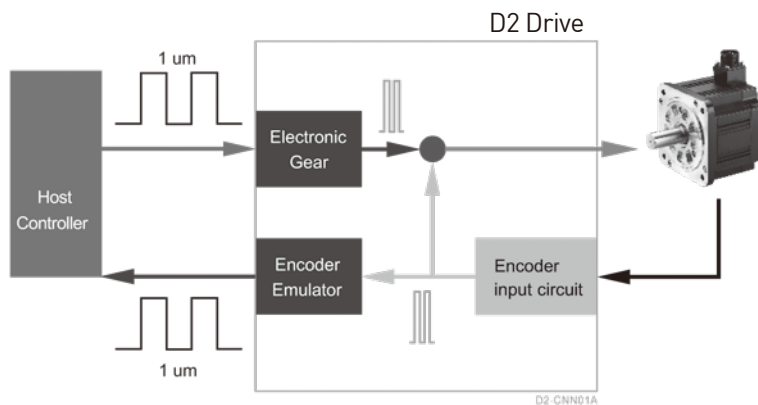 D2 Drive
1 um
Electronic
Gear
Host
Controller
Encoder
Emulator
Encoder
input circuit
1 um
D2-CNN01A